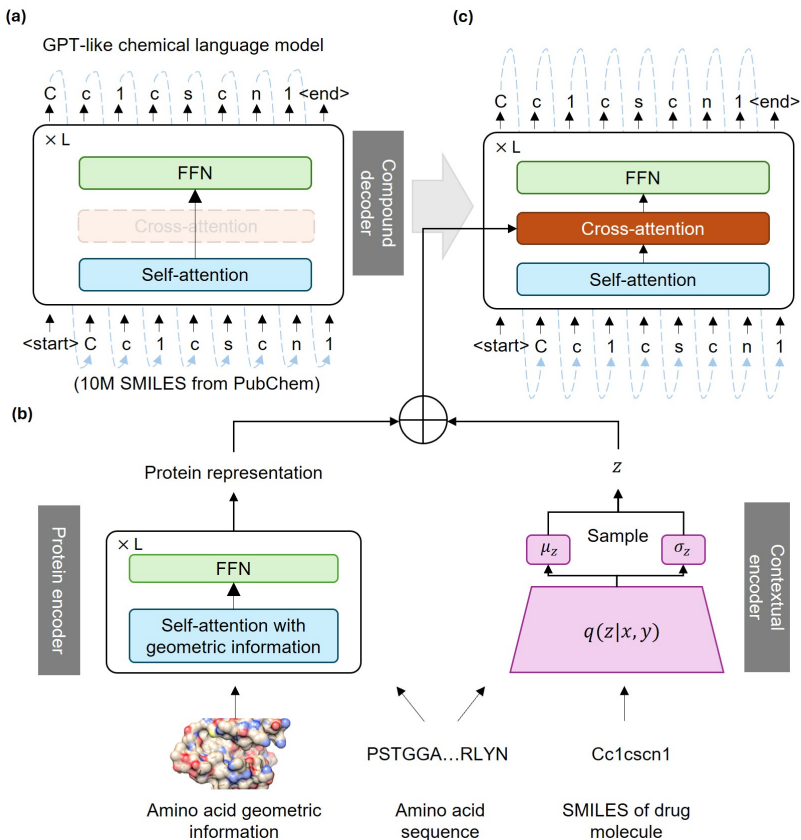 (a)
GPT-like chemical language model
C c 1 c s c n 1 <end>
× L
FFN
Cross-attention
Self-attention
<start> C c 1 c s c n 1
(10M SMILES from PubChem)
Compound
decoder
(c)
C c 1 c s c n 1 <end>
× L
FFN
Cross-attention
Self-attention
<start> C c 1 c s c n 1
(b)
Protein representation
Protein encoder
× L
FFN
Self-attention with
geometric information
z
Sample
μz
σz
q(z|x, y)
Contextual
encoder
PSTGGA...RLYN
Cc1cscn1
Amino acid geometric
information
Amino acid
sequence
SMILES of drug
molecule